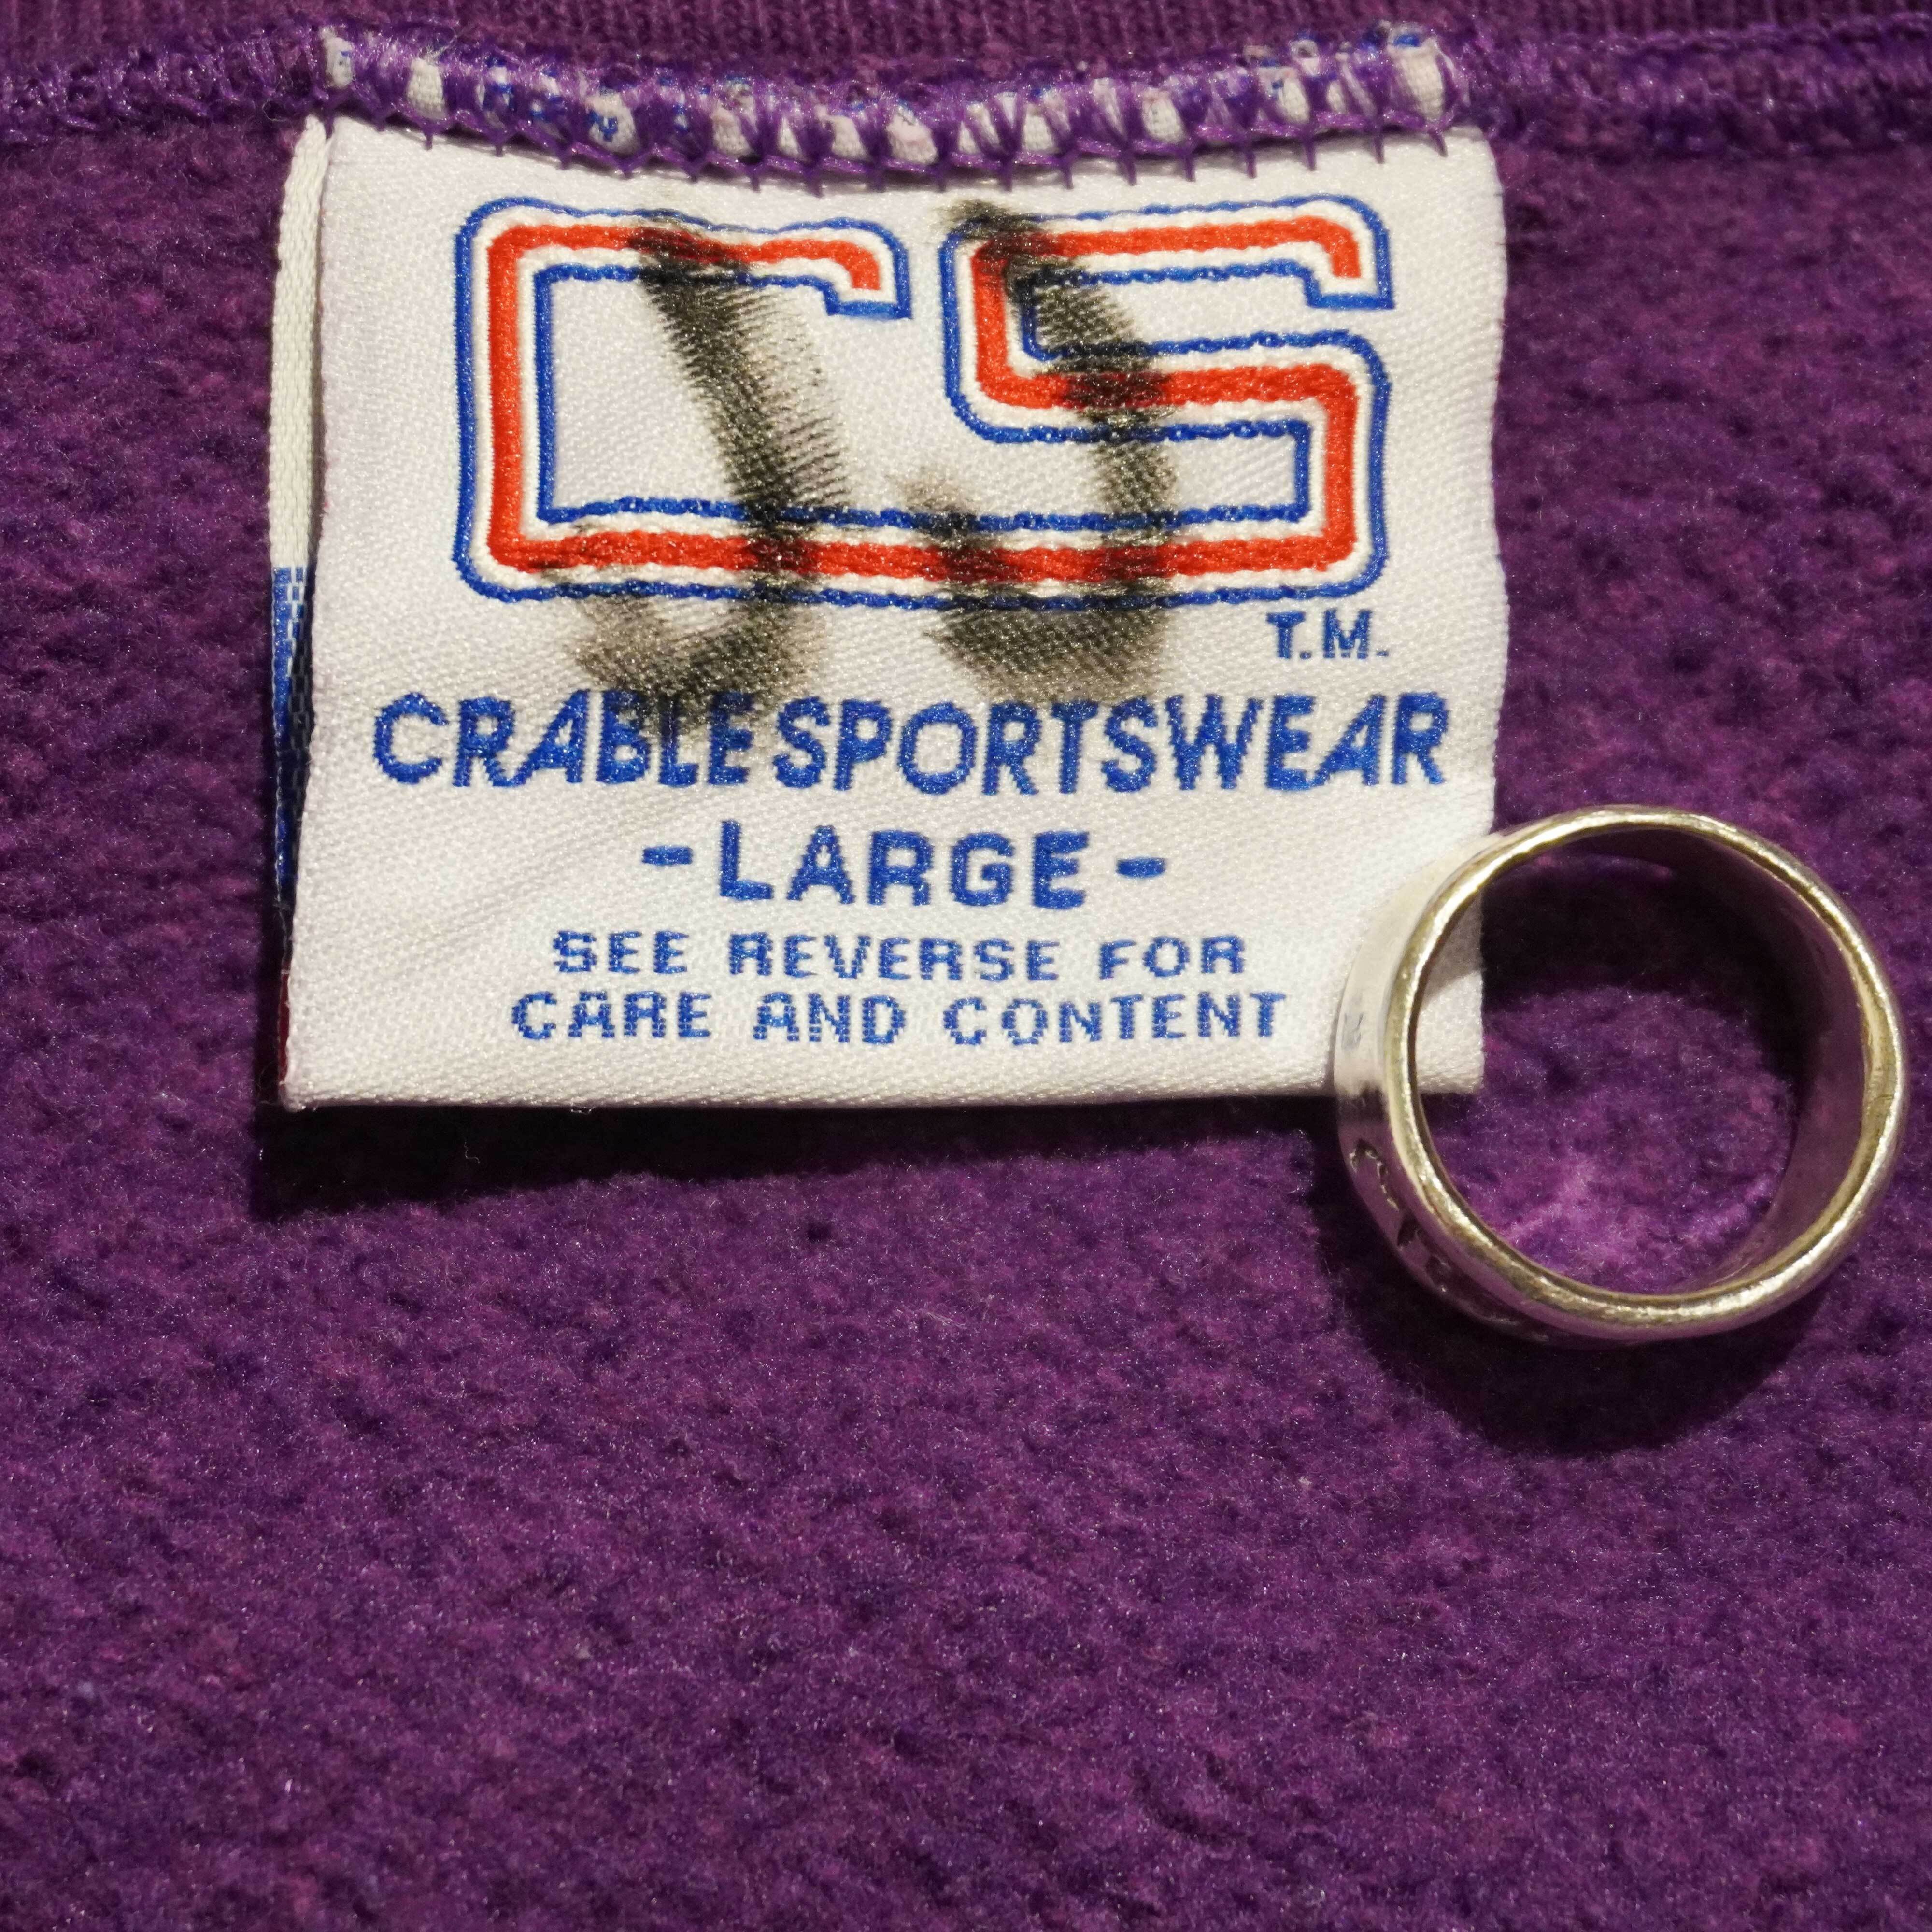 CS
T.M.
CRABLE SPORTSWEAR
-LARGE-
SEE REVERSE FOR
CARE AND CONTENT